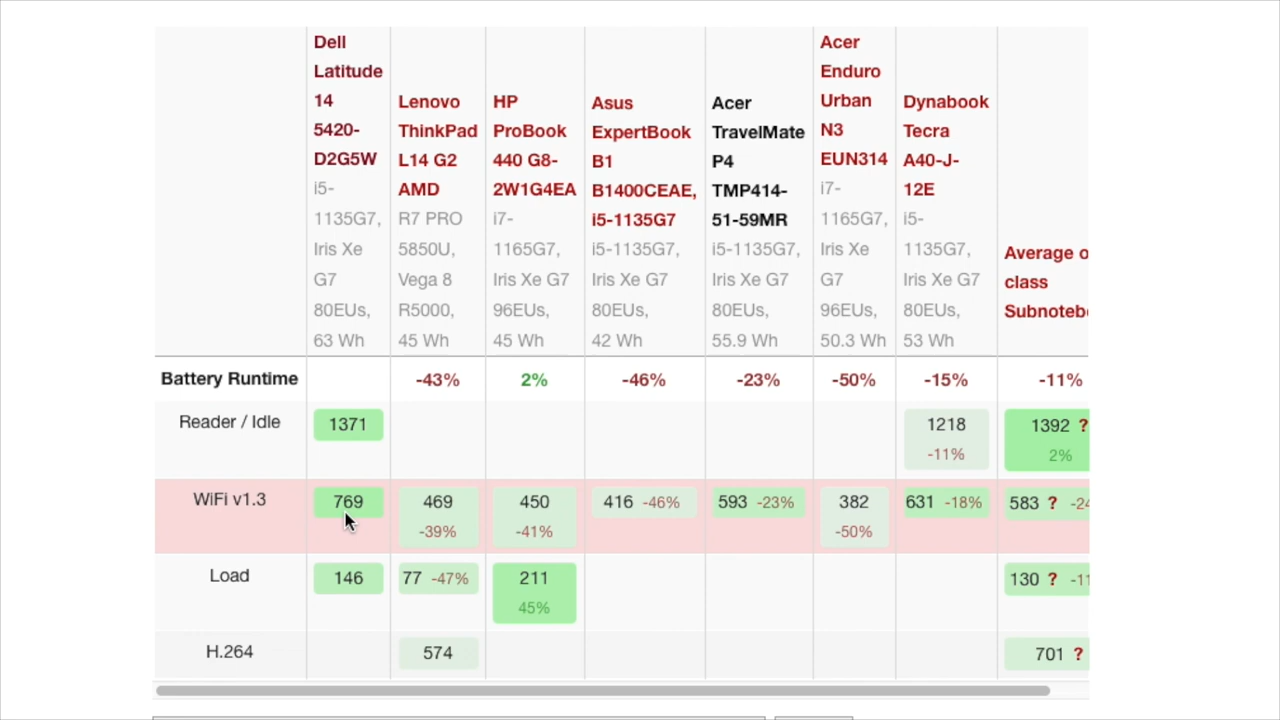 Dell
Latitude
14
5420-
D2G5W
i5-
1135G7,
Iris Xe
G7
80EUs,
63 Wh
Lenovo
ThinkPad
L14 G2
AMD
R7 PRO
5850U,
Vega 8
R5000,
45 Wh
HP
ProBook
440 G8-
2W1G4EA
i7-
1165G7,
Iris Xe G7
96EUs,
45 Wh
Asus
ExpertBook
B1
B1400CEAE,
i5-1135G7
i5-1135G7,
Iris Xe G7
80EUs,
42 Wh
Acer
TravelMate
P4
TMP414-
51-59MR
i5-1135G7,
Iris Xe G7
80EUs,
55.9 Wh
Acer
Enduro
Urban
N3
EUN314
i7-
1165G7,
Iris Xe
G7
96EUs,
50.3 Wh
Dynabook
Tecra
A40-J-
12E
i5-
1135G7,
Iris Xe G7
80EUs,
53 Wh
Average o
class
Subnoteb
Battery Runtime -43% 2% -46% -23% -50% -15% -11%
Reader / Idle 1371 1218 1392 ?
-11% 2%
WiFi v1.3 769 469 450 416 -46% 593 -23% 382 631 -18% 583 ? -24
-39% -41% -50%
Load 146 77 -47% 211 130 ? -11
45%
H.264 574 701 ?